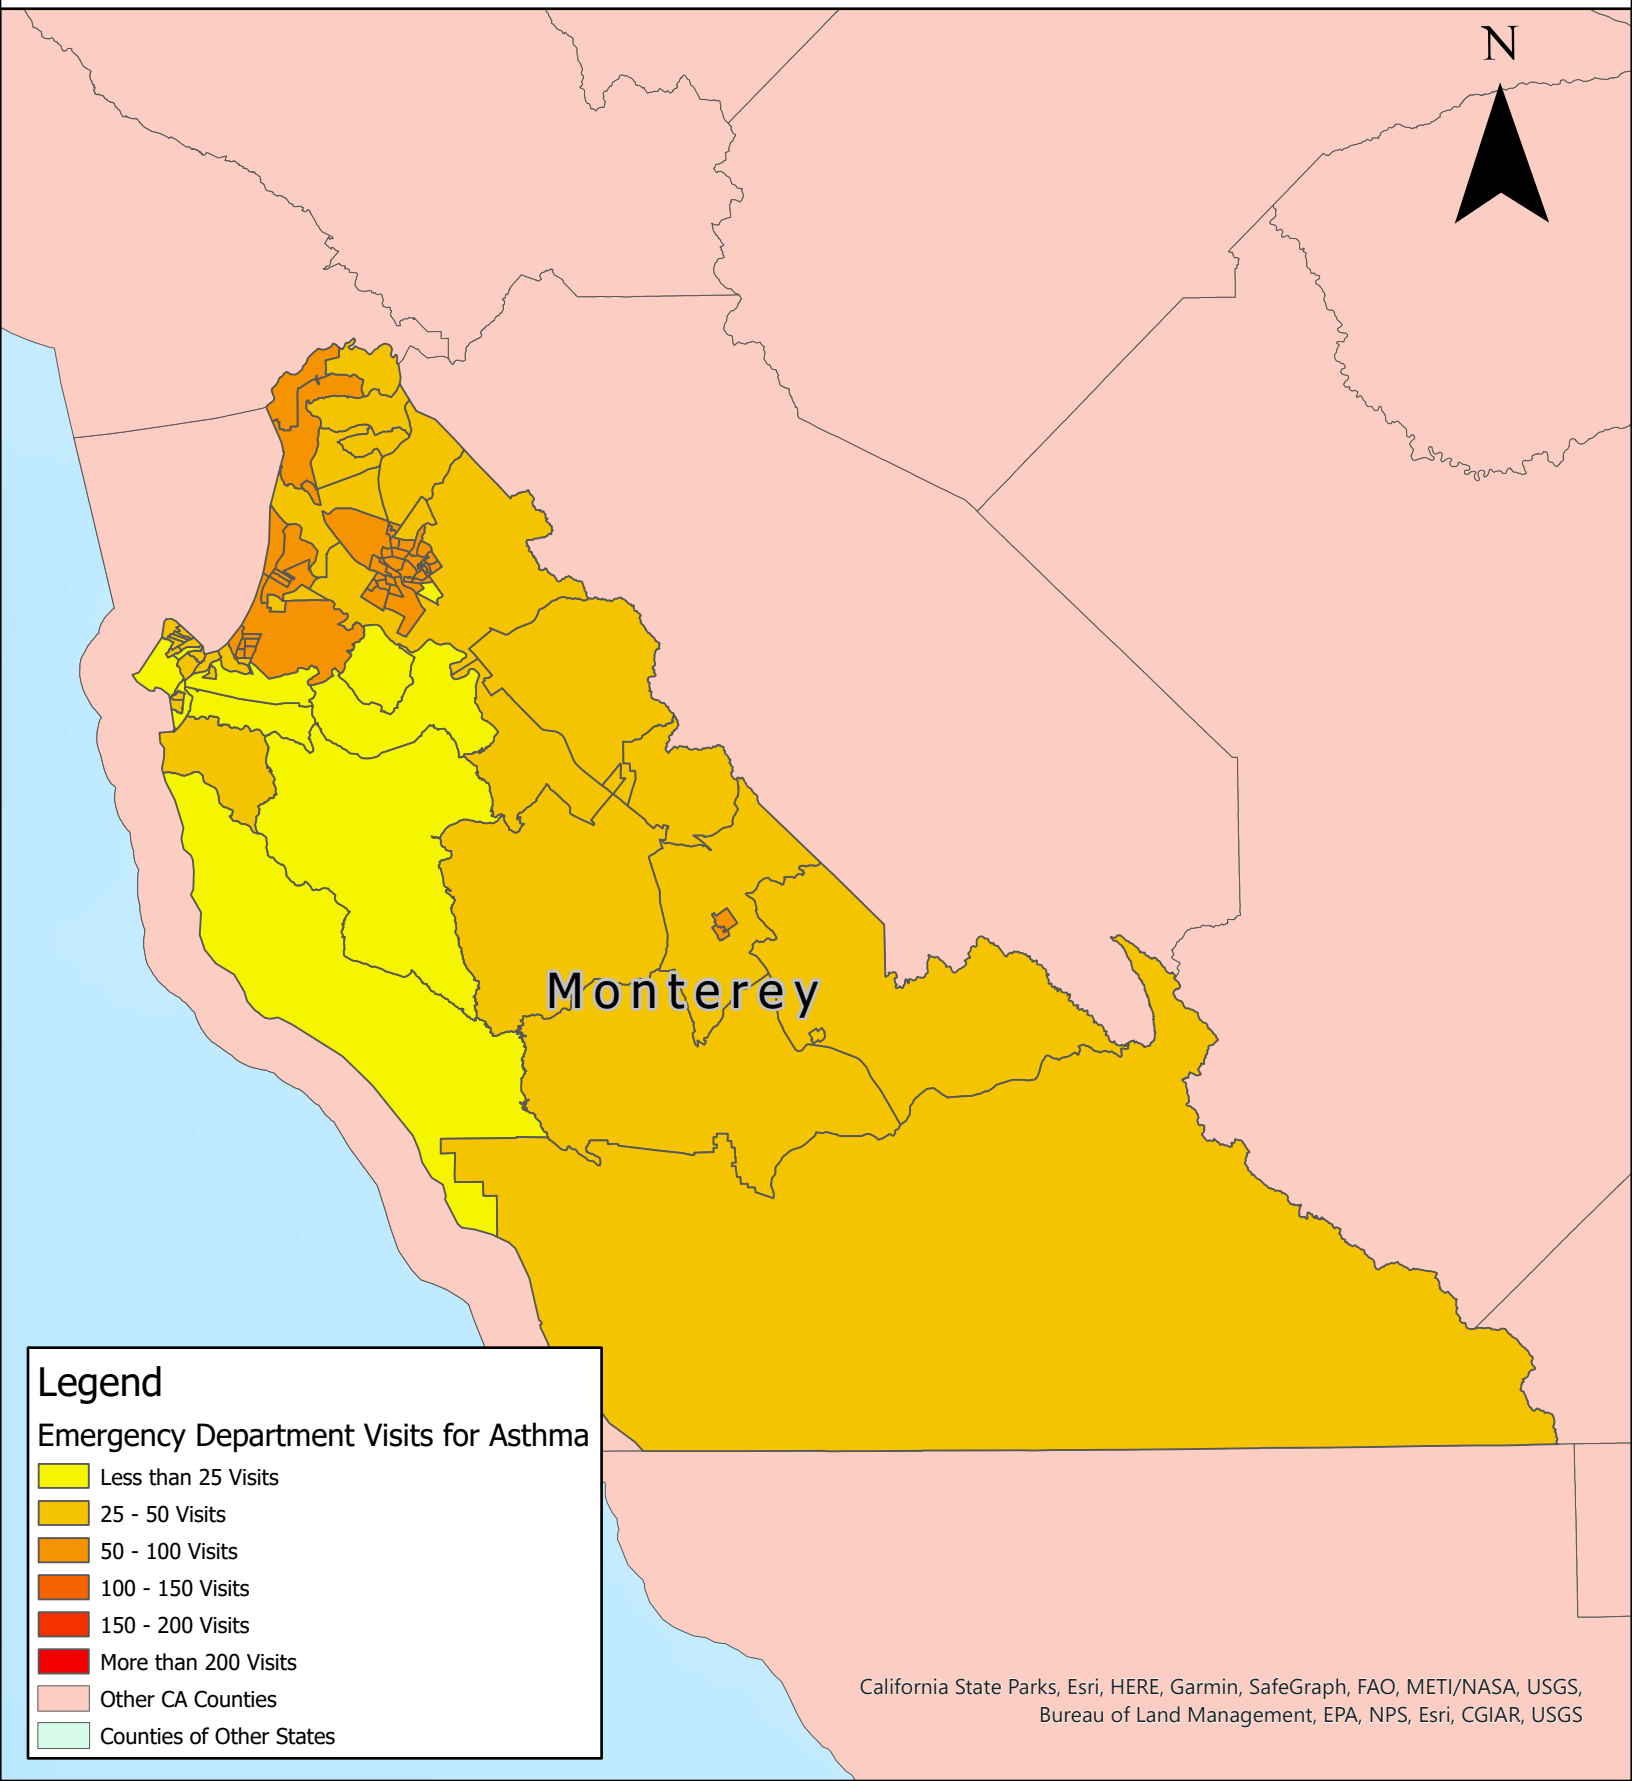 N
Monterey
Legend
Emergency Department Visits for Asthma
Less than 25 Visits
25 - 50 Visits
50 - 100 Visits
100 - 150 Visits
150 - 200 Visits
More than 200 Visits
Other CA Counties
Counties of Other States
California State Parks, Esri, HERE, Garmin, SafeGraph, FAO, METI/NASA, USGS,
Bureau of Land Management, EPA, NPS, Esri, CGIAR, USGS